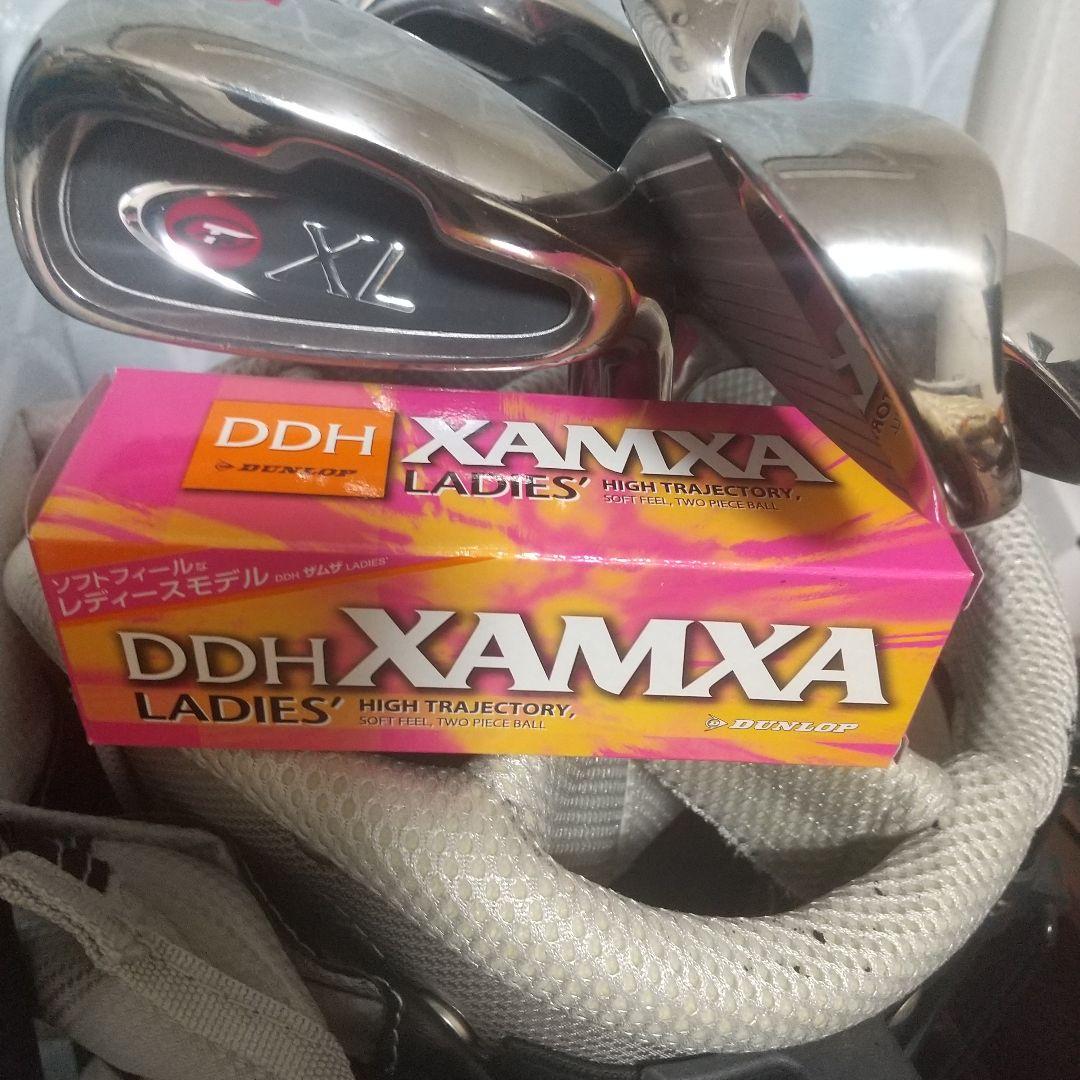 XL
DDH
DUNLOP
XAMXA
LADIES'
HIGH TRAJECTORY,
SOFT FEEL, TWO PIECE BALL
ソフトフィールな
レディースモデル
DDH ザムザ LADIES'
DDH XAMXA
LADIES'
HIGH TRAJECTORY,
SOFT FEEL, TWO PIECE BALL
DUNLOP